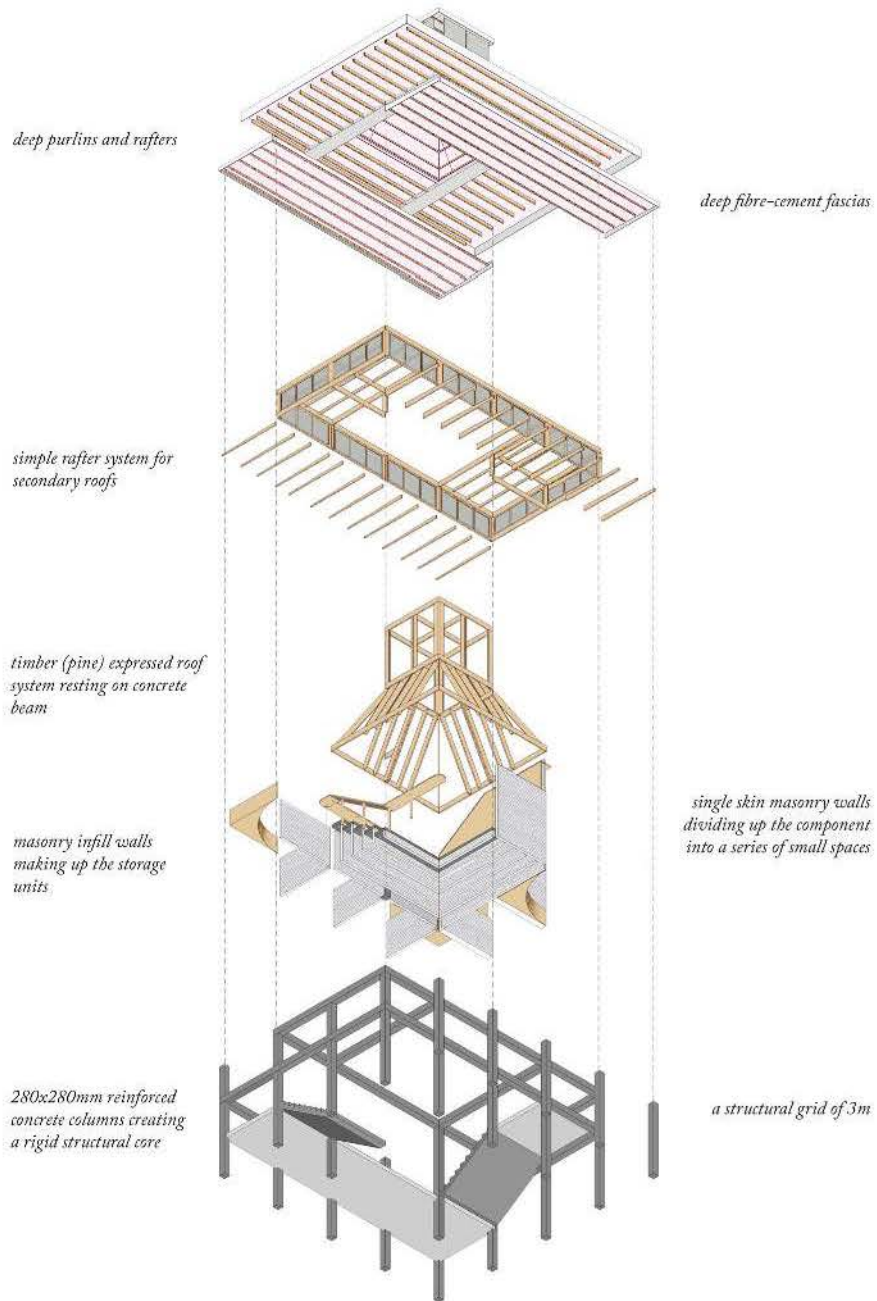 deep purlins and rafters
deep fibre-cement fascias
simple rafter system for
secondary roofs
timber (pine) expressed roof
system resting on concrete
beam
single skin masonry walls
dividing up the component
into a series of small spaces
masonry infill walls
making up the storage
units
280x280mm reinforced
concrete columns creating
a rigid structural core
a structural grid of 3m